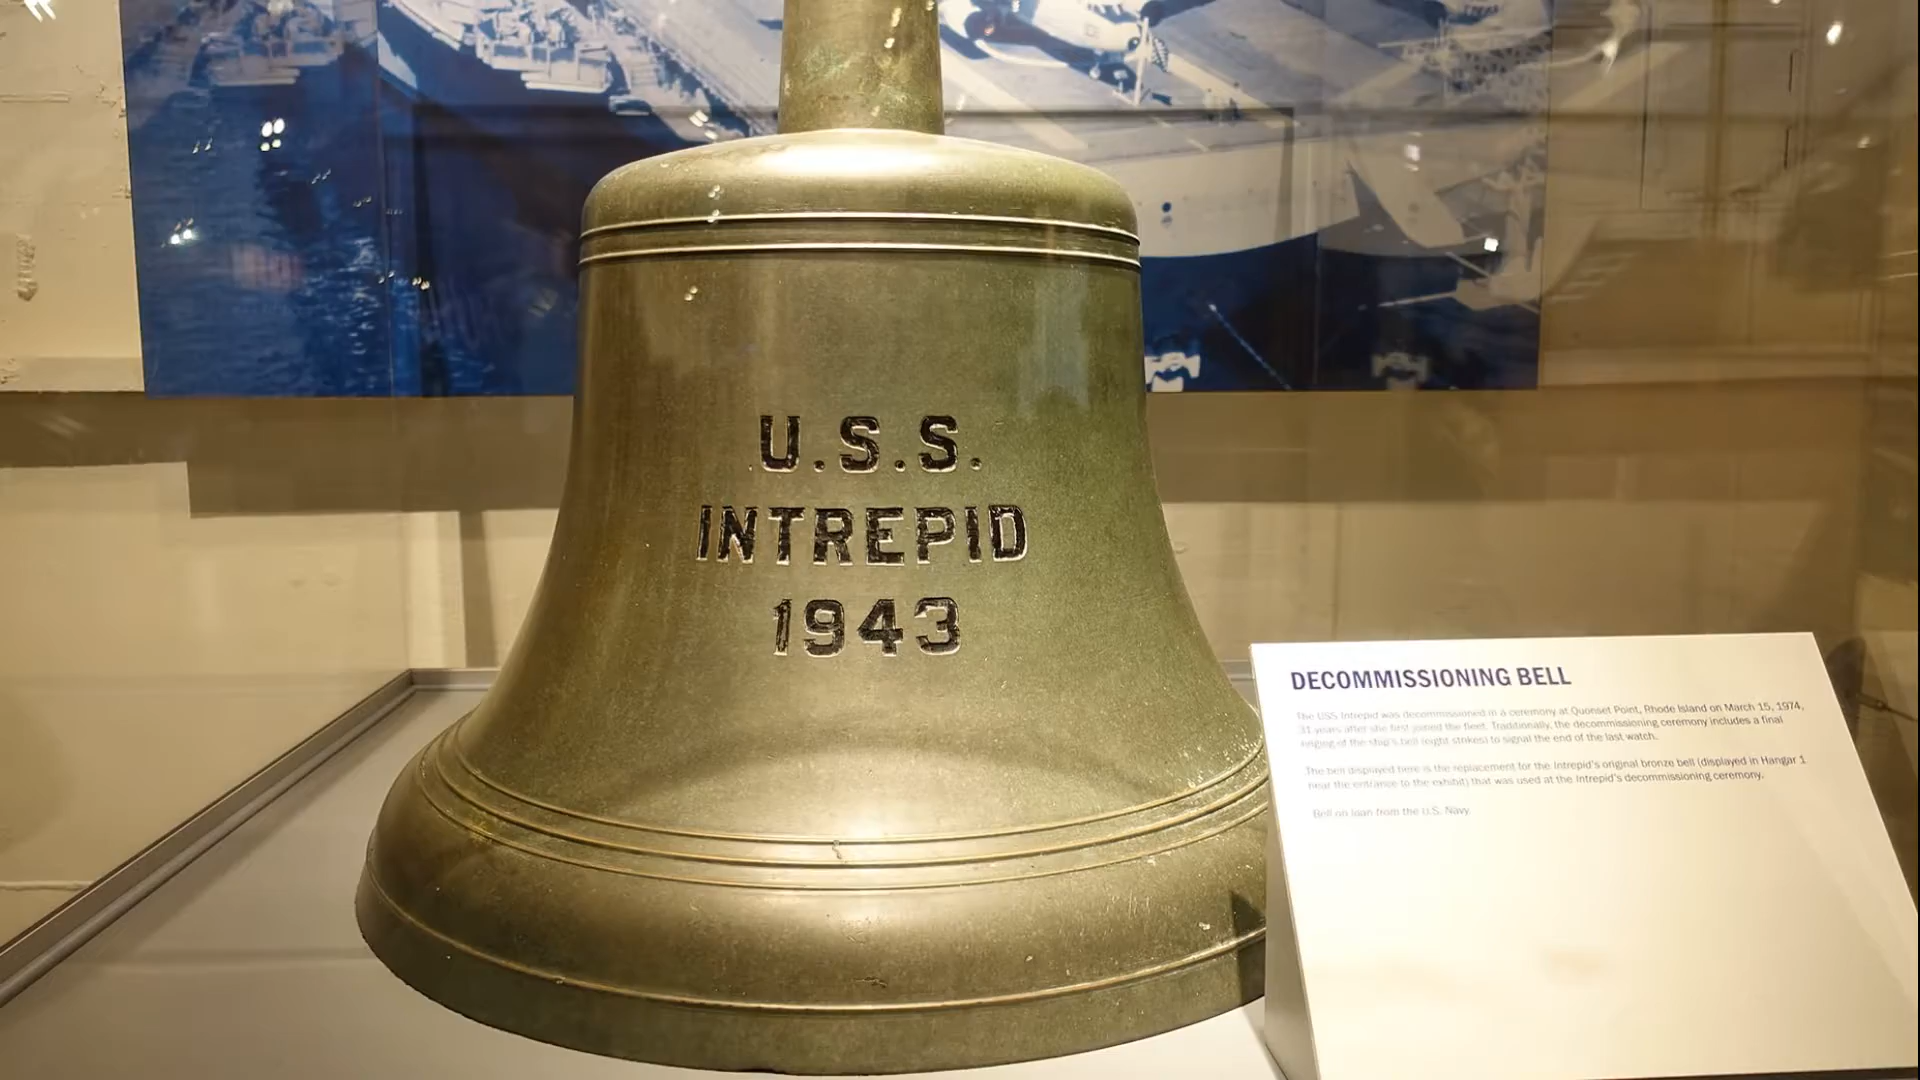 U.S.S.
INTREPID
1943
DECOMMISSIONING BELL
The USS Intrepid was decommissioned in a ceremony at Quonset Point, Rhode Island on March 15, 1974,
31 years after she first joined the fleet. Traditionally, the decommissioning ceremony includes a final
ringing of the ship's bell (eight strikes) to signal the end of the last watch.
The bell displayed here is the replacement for the Intrepid's original bronze bell (displayed in Hangar 1
near the entrance to the exhibit) that was used at the Intrepid's decommissioning ceremony.
Bell on loan from the U.S. Navy